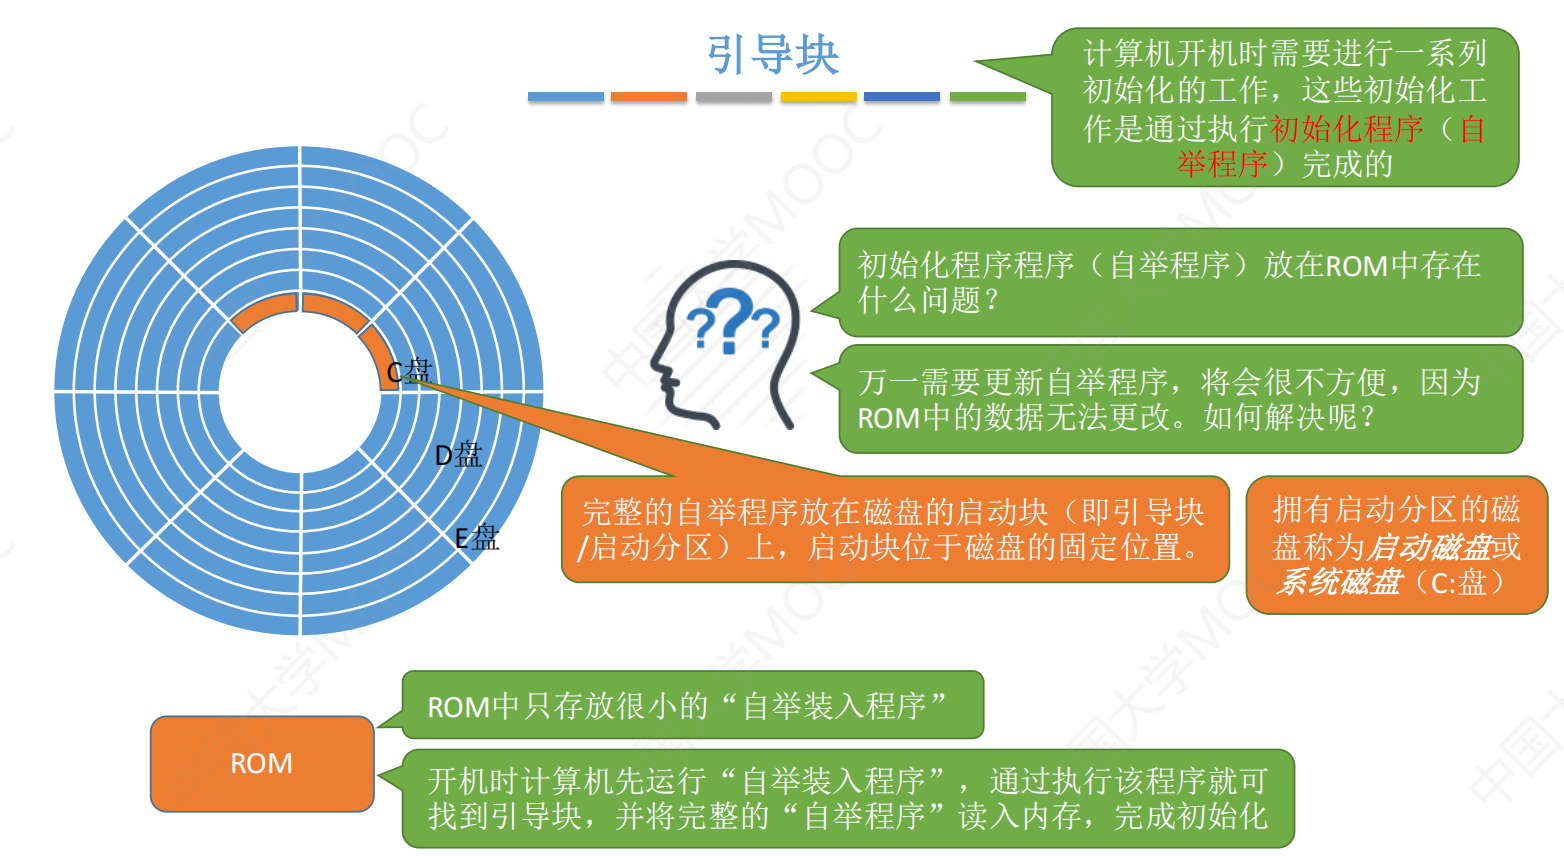 引导块
计算机开机时需要进行一系列
初始化的工作，这些初始化工
作是通过执行初始化程序（自
举程序）完成的
初始化程序程序（自举程序）放在ROM中存在
什么问题？
???
万一需要更新自举程序，将会很不方便，因为
ROM中的数据无法更改。如何解决呢？
C盘
D盘
E盘
完整的自举程序放在磁盘的启动块（即引导块
/启动分区）上，启动块位于磁盘的固定位置。
拥有启动分区的磁
盘称为启动磁盘或
系统磁盘（C:盘）
ROM中只存放很小的“自举装入程序”
ROM
开机时计算机先运行“自举装入程序”，通过执行该程序就可
找到引导块，并将完整的“自举程序”读入内存，完成初始化
中国大学MOOC